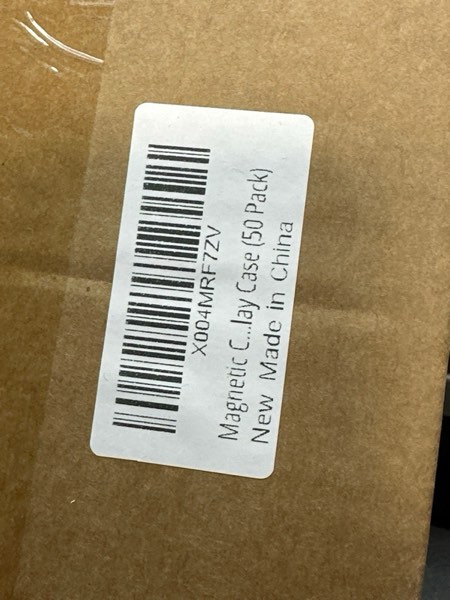 X004MRF7ZV
Magnetic C...lay Case (50 Pack)
New Made in China